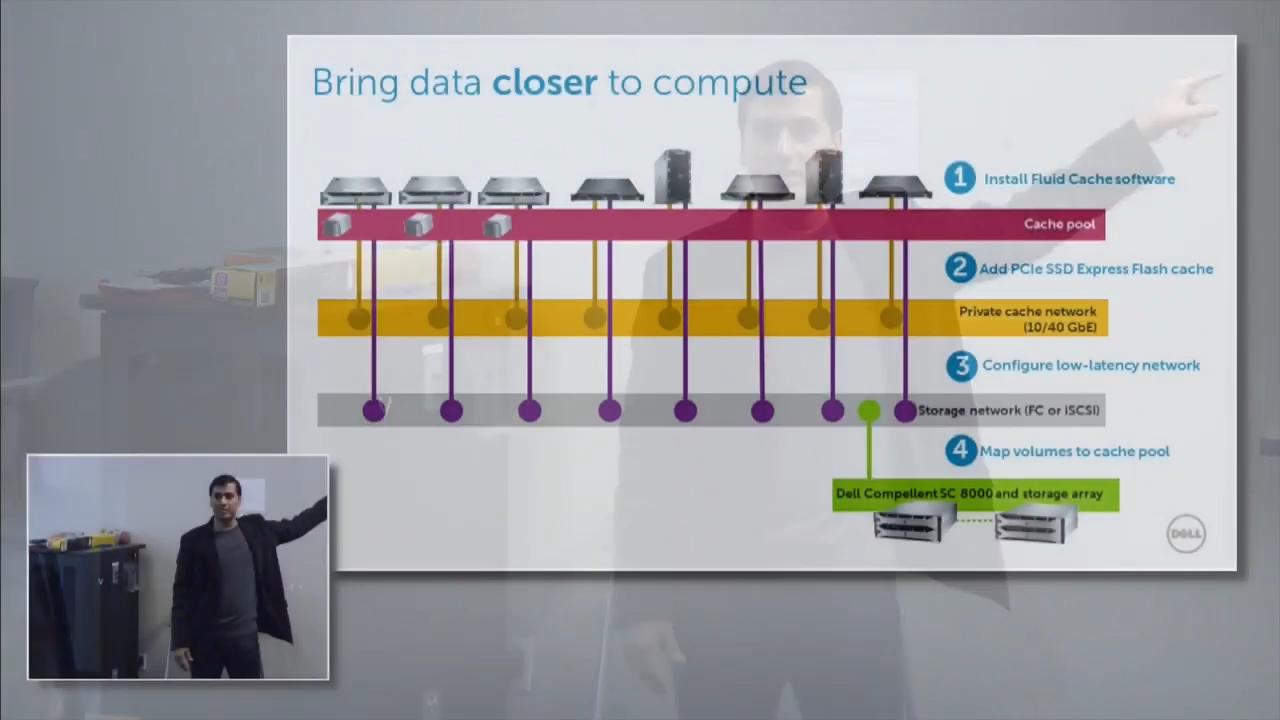 Bring data closer to compute
1 Install Fluid Cache software
Cache pool
2 Add PCIe SSD Express Flash cache
Private cache network
(10/40 GbE)
3 Configure low-latency network
Storage network (FC or iSCSI)
4 Map volumes to cache pool
Dell Compellent SC 8000 and storage array
DELL